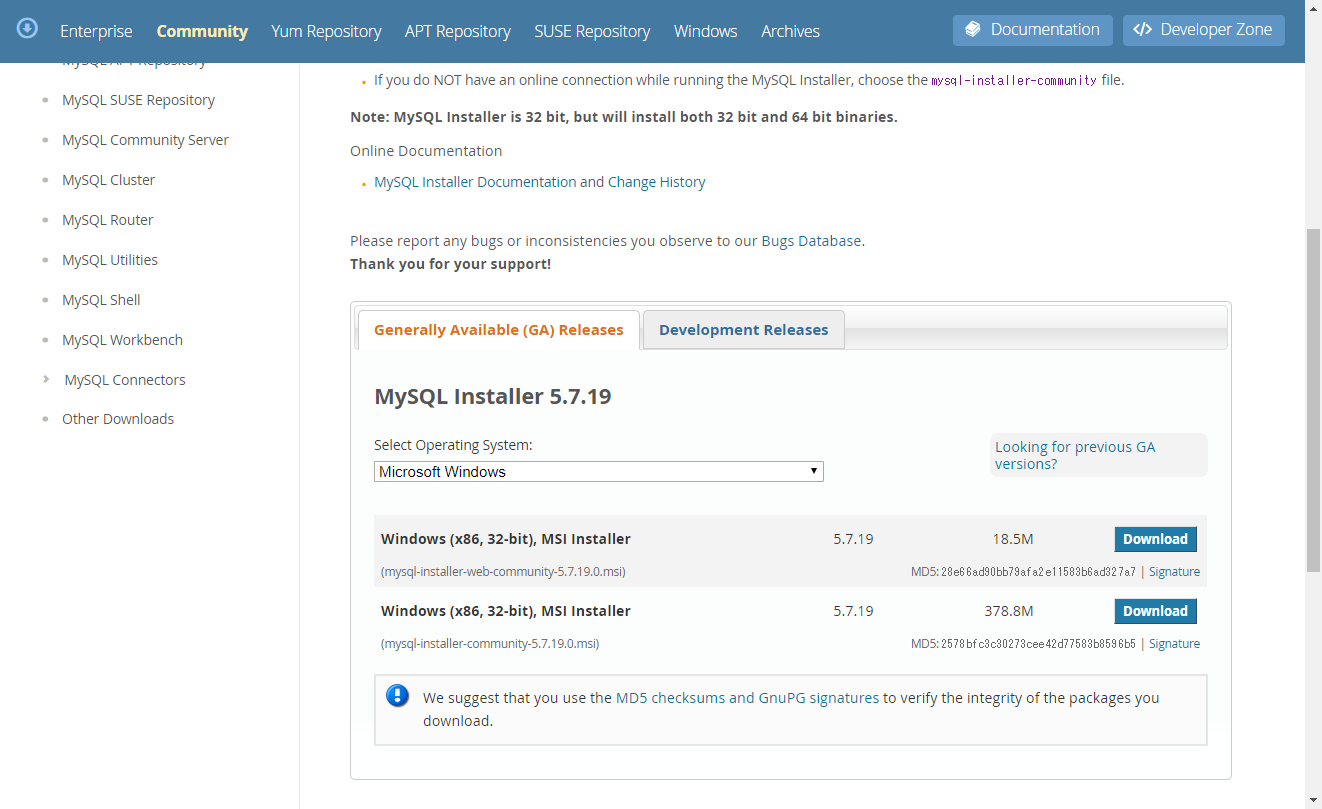 Enterprise
Community
Yum Repository
APT Repository
SUSE Repository
Windows
Archives
Documentation
Developer Zone
MySQL APT Repository
MySQL SUSE Repository
MySQL Community Server
MySQL Cluster
MySQL Router
MySQL Utilities
MySQL Shell
MySQL Workbench
MySQL Connectors
Other Downloads
If you do NOT have an online connection while running the MySQL Installer, choose the mysql-installer-community file.
Note: MySQL Installer is 32 bit, but will install both 32 bit and 64 bit binaries.
Online Documentation
MySQL Installer Documentation and Change History
Please report any bugs or inconsistencies you observe to our Bugs Database.
Thank you for your support!
Generally Available (GA) Releases
Development Releases
MySQL Installer 5.7.19
Select Operating System:
Microsoft Windows
Looking for previous GA
versions?
Windows (x86, 32-bit), MSI Installer 5.7.19 18.5M Download
(mysql-installer-web-community-5.7.19.0.msi) MD5: 28e66ad90bb79afa2e11583b6ad327a7 | Signature
Windows (x86, 32-bit), MSI Installer 5.7.19 378.8M Download
(mysql-installer-community-5.7.19.0.msi) MD5: 2578bfc3c30273cee42d77583b8596b5 | Signature
We suggest that you use the MD5 checksums and GnuPG signatures to verify the integrity of the packages you
download.